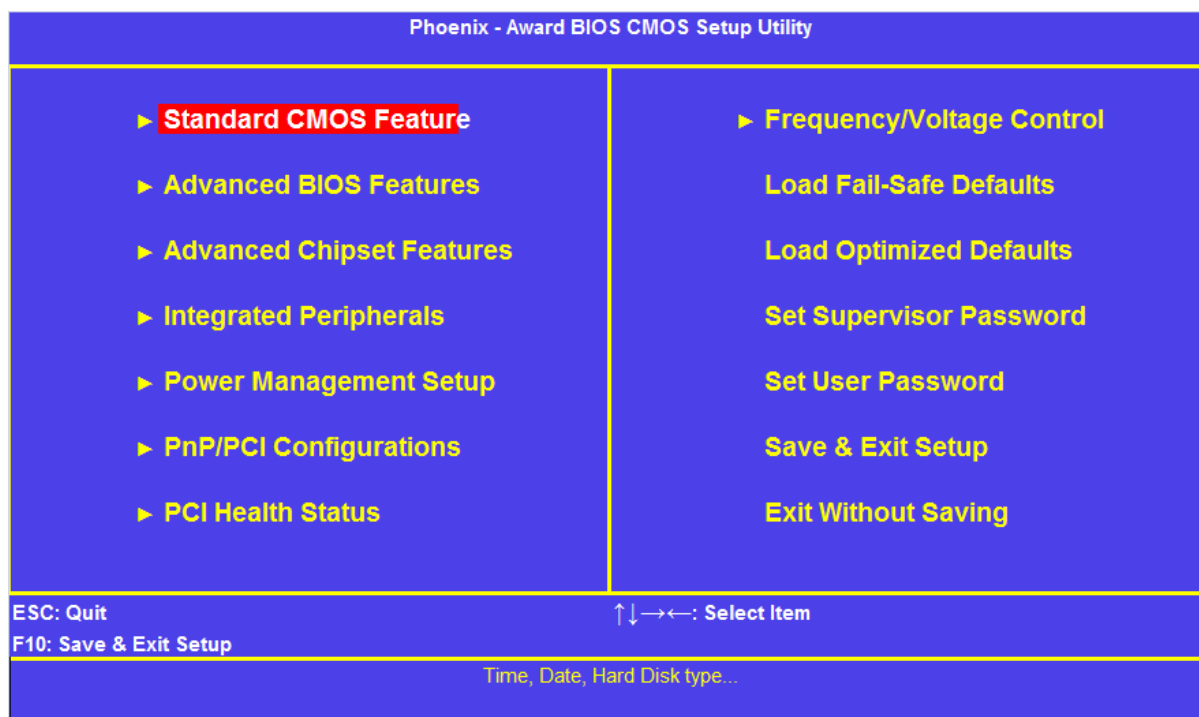 Phoenix - Award BIOS CMOS Setup Utility
► Standard CMOS Feature
► Advanced BIOS Features
► Advanced Chipset Features
► Integrated Peripherals
► Power Management Setup
► PnP/PCI Configurations
► PCI Health Status
► Frequency/Voltage Control
Load Fail-Safe Defaults
Load Optimized Defaults
Set Supervisor Password
Set User Password
Save & Exit Setup
Exit Without Saving
ESC: Quit
F10: Save & Exit Setup
↑↓→←: Select Item
Time, Date, Hard Disk type...